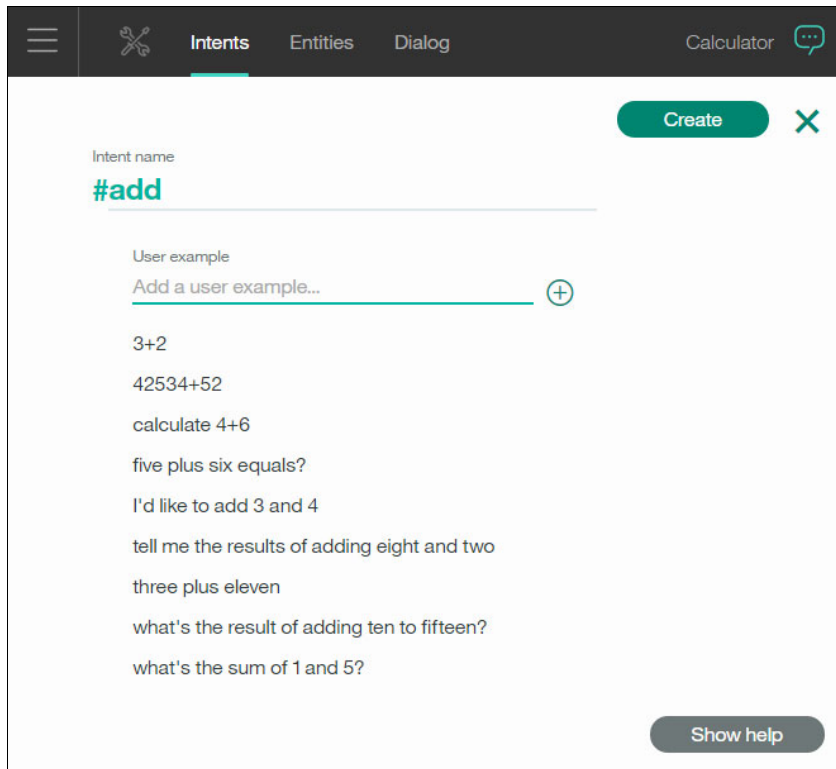 Intents Entities Dialog Calculator
Create
Intent name
#add
User example
Add a user example...
3+2
42534+52
calculate 4+6
five plus six equals?
I'd like to add 3 and 4
tell me the results of adding eight and two
three plus eleven
what's the result of adding ten to fifteen?
what's the sum of 1 and 5?
Show help